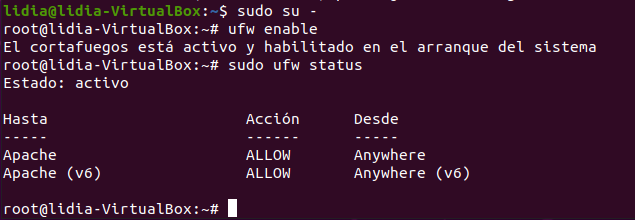 lidia@lidia-VirtualBox:~$ sudo su -
root@lidia-VirtualBox:~# ufw enable
El cortafuegos está activo y habilitado en el arranque del sistema
root@lidia-VirtualBox:~# sudo ufw status
Estado: activo
Hasta                      Acción      Desde
-----                      ------      -----
Apache                     ALLOW       Anywhere
Apache (v6)                ALLOW       Anywhere (v6)
root@lidia-VirtualBox:~#